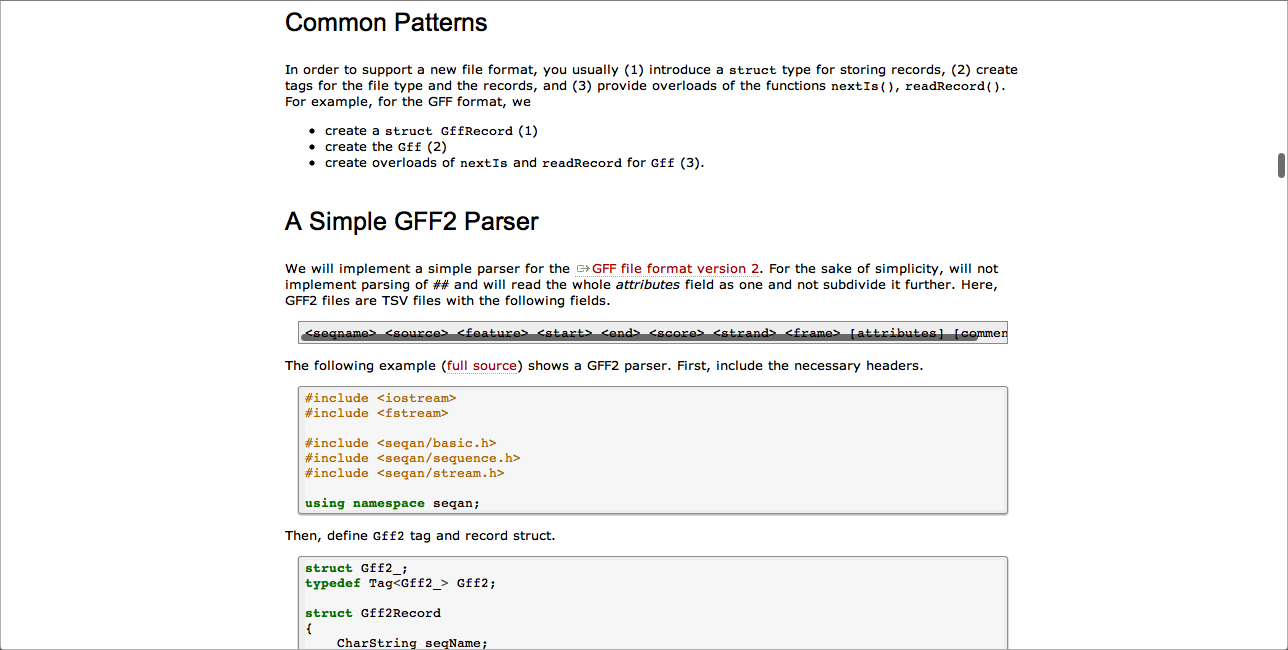 Common Patterns
In order to support a new file format, you usually (1) introduce a struct type for storing records, (2) create
tags for the file type and the records, and (3) provide overloads of the functions nextIs(), readRecord().
For example, for the GFF format, we
• create a struct GffRecord (1)
• create the Gff (2)
• create overloads of nextIs and readRecord for Gff (3).
A Simple GFF2 Parser
We will implement a simple parser for the GFF file format version 2. For the sake of simplicity, will not
implement parsing of ## and will read the whole attributes field as one and not subdivide it further. Here,
GFF2 files are TSV files with the following fields.
<seqname> <source> <feature> <start> <end> <score> <strand> <frame> [attributes] [commen
The following example (full source) shows a GFF2 parser. First, include the necessary headers.
#include <iostream>
#include <fstream>
#include <seqan/basic.h>
#include <seqan/sequence.h>
#include <seqan/stream.h>
using namespace seqan;
Then, define Gff2 tag and record struct.
struct Gff2_;
typedef Tag<Gff2_> Gff2;
struct Gff2Record
{
CharString seqName;